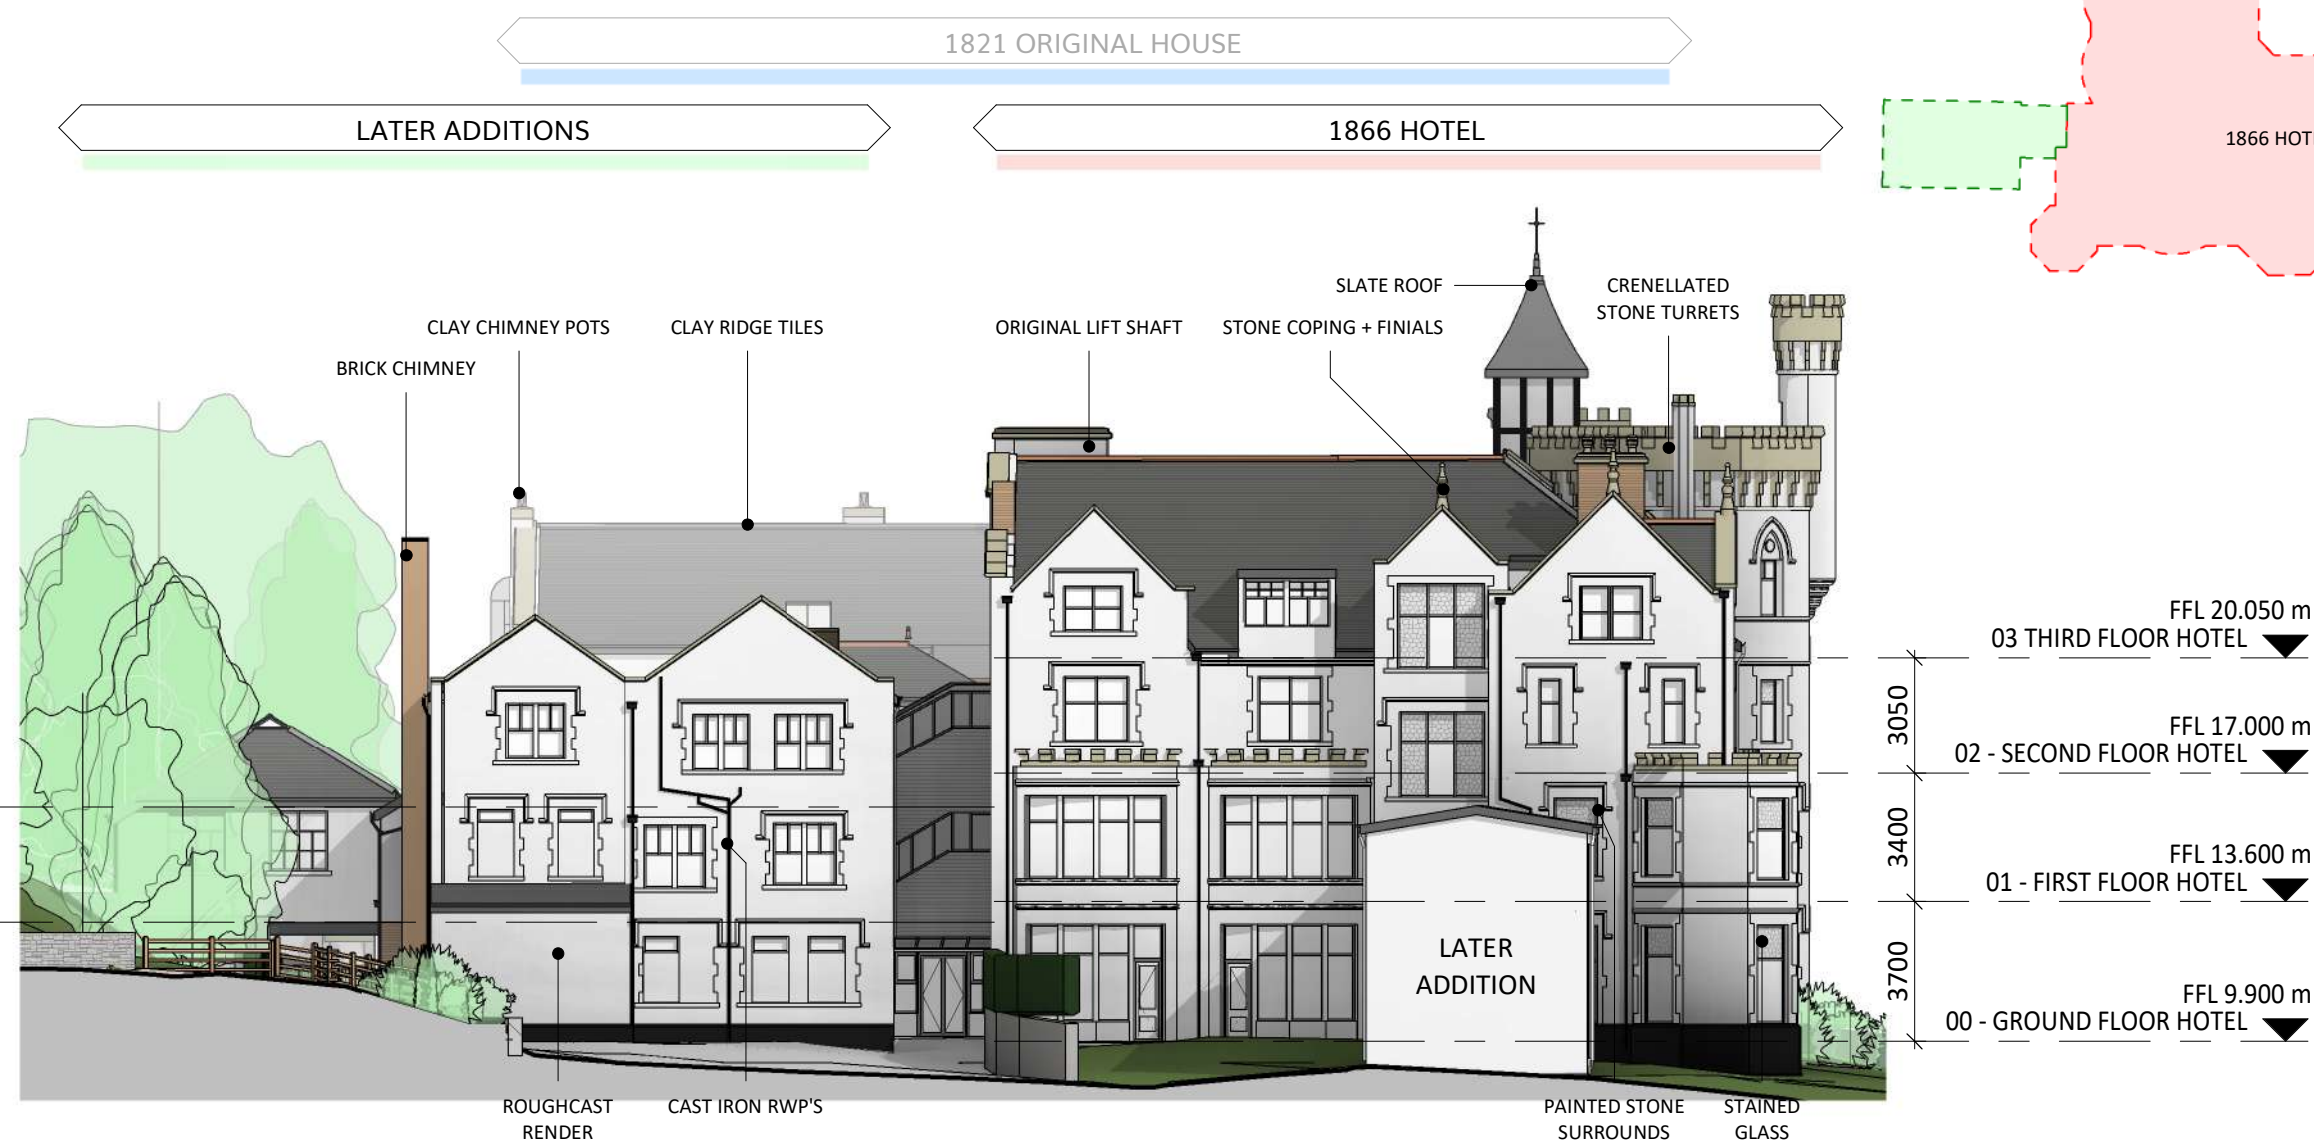 1821 ORIGINAL HOUSE
LATER ADDITIONS
1866 HOTEL
SLATE ROOF
CRENELLATED
STONE TURRETS
CLAY CHIMNEY POTS
CLAY RIDGE TILES
ORIGINAL LIFT SHAFT
STONE COPING + FINIALS
BRICK CHIMNEY
FFL 20.050 m
03 THIRD FLOOR HOTEL
3050
FFL 17.000 m
02 - SECOND FLOOR HOTEL
3400
FFL 13.600 m
01 - FIRST FLOOR HOTEL
3700
FFL 9.900 m
00 - GROUND FLOOR HOTEL
LATER
ADDITION
ROUGHCAST
RENDER
CAST IRON RWP'S
PAINTED STONE
SURROUNDS
STAINED
GLASS
1866 HOT